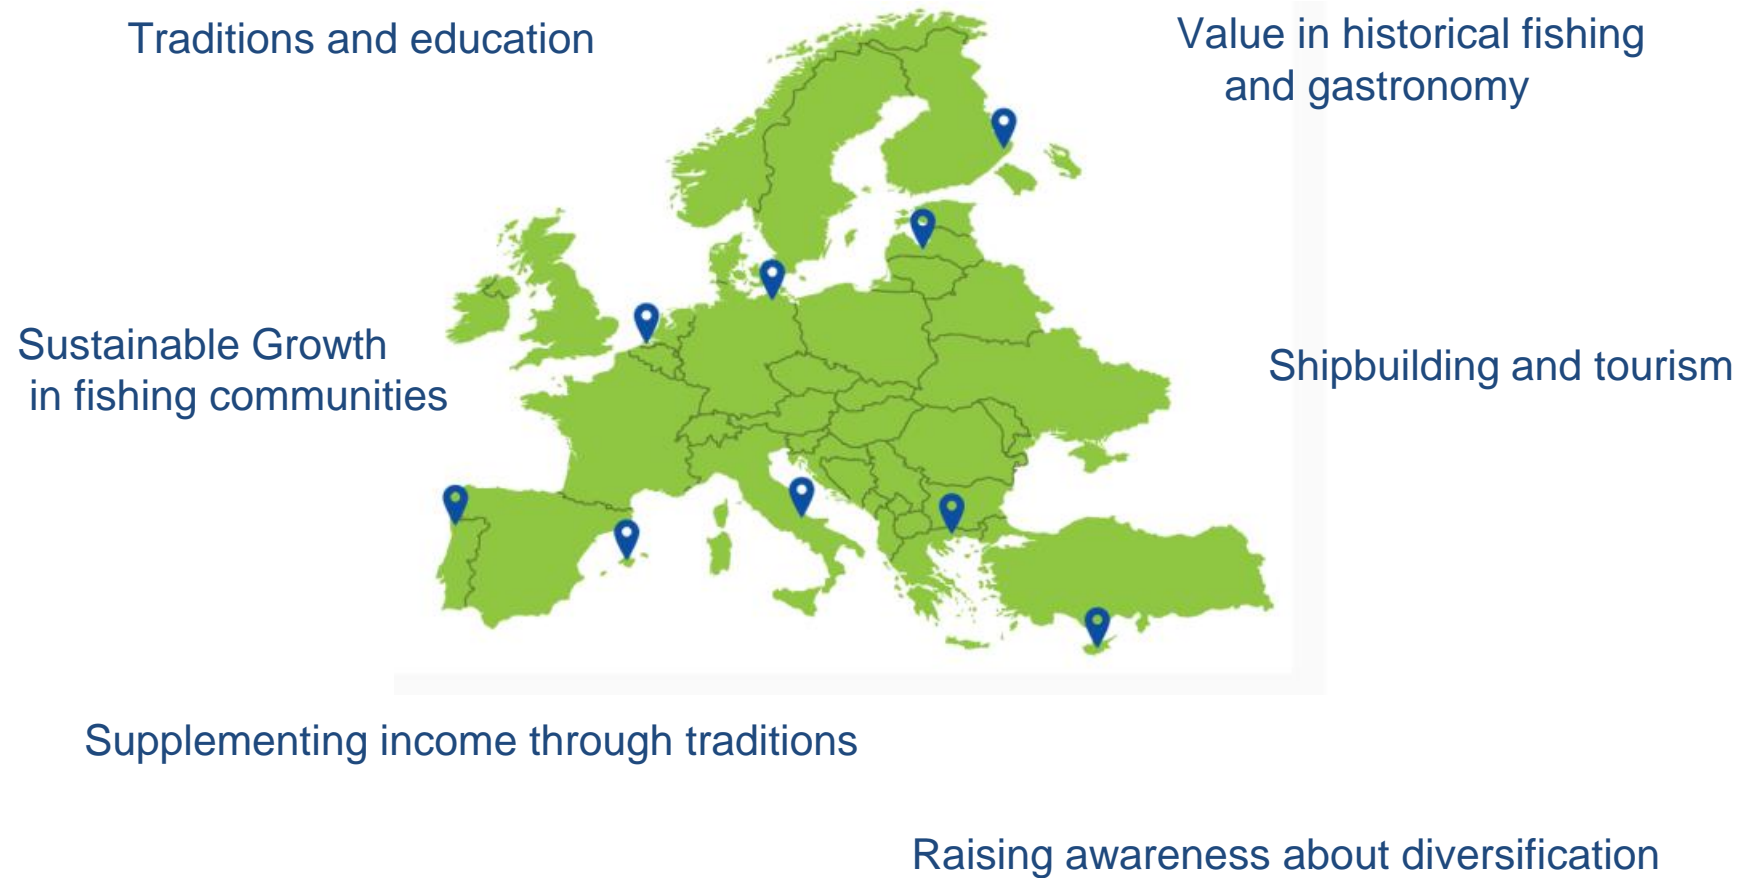 Traditions and education
Value in historical fishing
and gastronomy
Sustainable Growth
in fishing communities
Shipbuilding and tourism
Supplementing income through traditions
Raising awareness about diversification